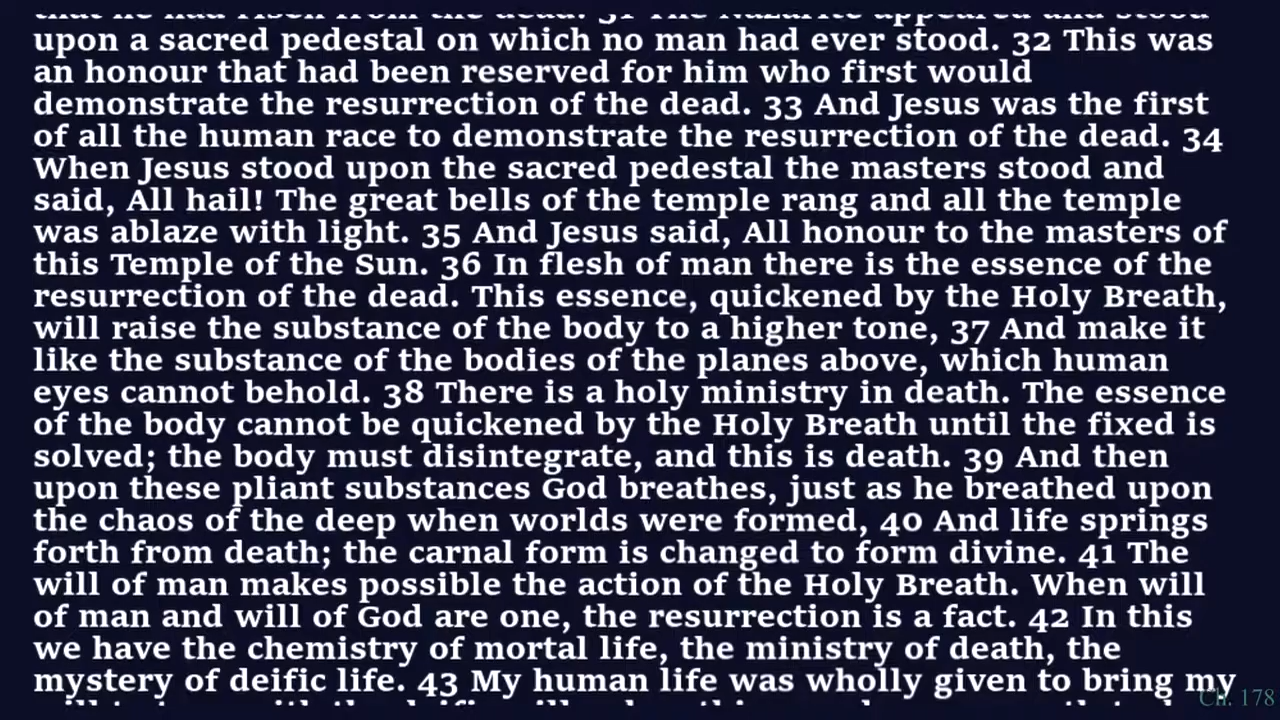 that he had risen from the dead. 31 The Nazarite appeared and stood
upon a sacred pedestal on which no man had ever stood. 32 This was
an honour that had been reserved for him who first would
demonstrate the resurrection of the dead. 33 And Jesus was the first
of all the human race to demonstrate the resurrection of the dead. 34
When Jesus stood upon the sacred pedestal the masters stood and
said, All hail! The great bells of the temple rang and all the temple
was ablaze with light. 35 And Jesus said, All honour to the masters of
this Temple of the Sun. 36 In flesh of man there is the essence of the
resurrection of the dead. This essence, quickened by the Holy Breath,
will raise the substance of the body to a higher tone, 37 And make it
like the substance of the bodies of the planes above, which human
eyes cannot behold. 38 There is a holy ministry in death. The essence
of the body cannot be quickened by the Holy Breath until the fixed is
solved; the body must disintegrate, and this is death. 39 And then
upon these pliant substances God breathes, just as he breathed upon
the chaos of the deep when worlds were formed, 40 And life springs
forth from death; the carnal form is changed to form divine. 41 The
will of man makes possible the action of the Holy Breath. When will
of man and will of God are one, the resurrection is a fact. 42 In this
we have the chemistry of mortal life, the ministry of death, the
mystery of deific life. 43 My human life was wholly given to bring my
Ch. 178